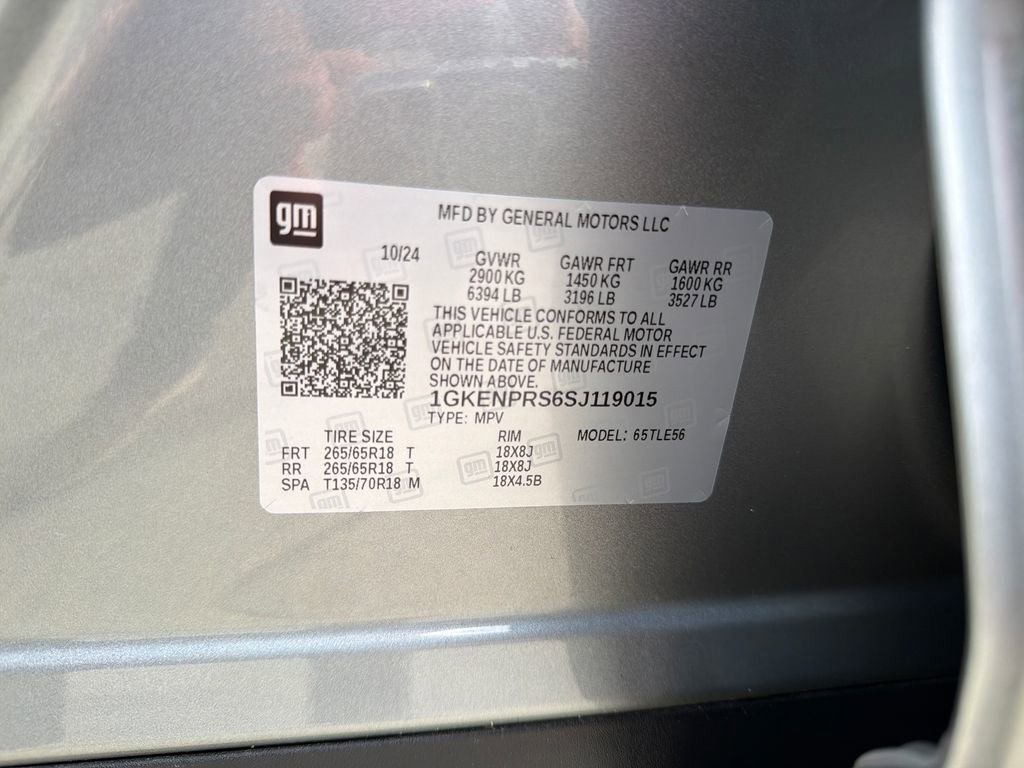 gm
MFD BY GENERAL MOTORS LLC
10/24
GVWR GAWR FRT GAWR RR
2900 KG 1450 KG 1600 KG
6394 LB 3196 LB 3527 LB
THIS VEHICLE CONFORMS TO ALL
APPLICABLE U.S. FEDERAL MOTOR
VEHICLE SAFETY STANDARDS IN EFFECT
ON THE DATE OF MANUFACTURE
SHOWN ABOVE.
1GKENPRS6SJ119015
TYPE: MPV
TIRE SIZE RIM MODEL: 65TLE56
FRT 265/65R18 T 18X8J
RR 265/65R18 T 18X8J
SPA T135/70R18 M 18X4.5B